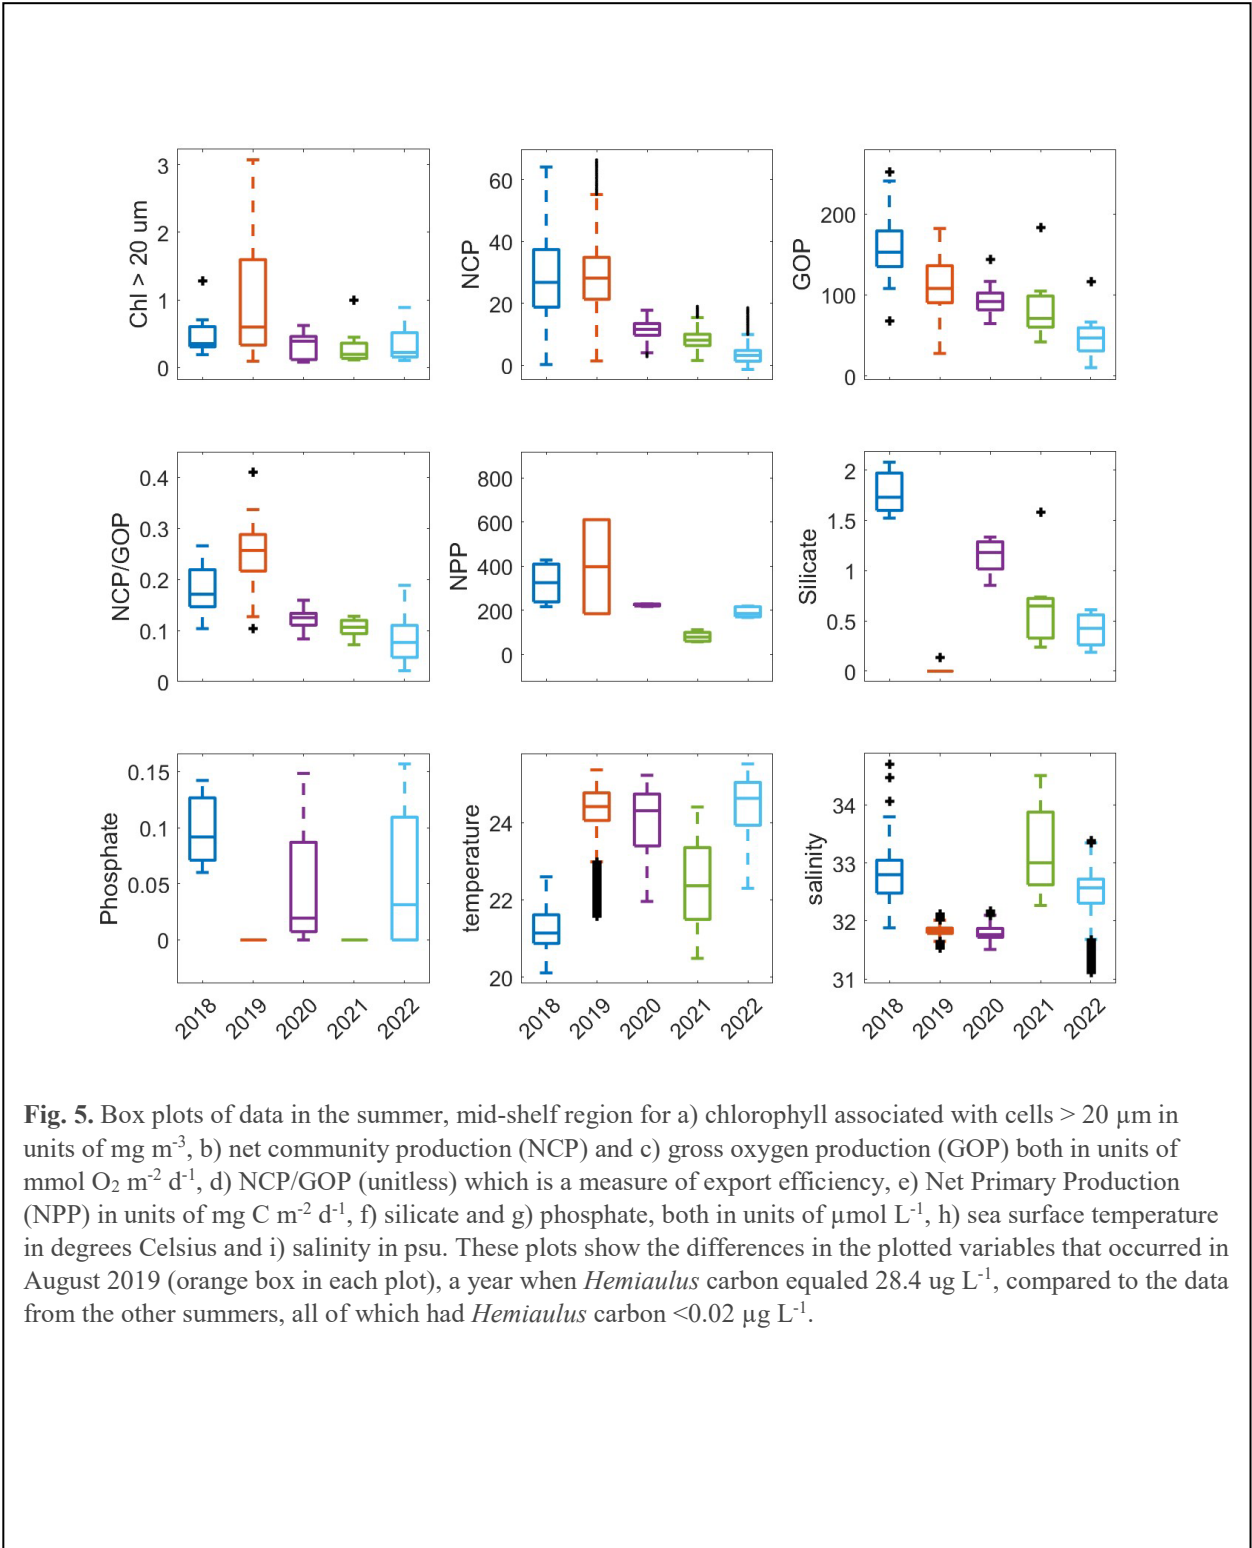 Chl > 20 um
3
2
1
0
NCP
60
40
20
0
GOP
200
100
0
NCP/GOP
0.4
0.3
0.2
0.1
0
NPP
800
600
400
200
0
Silicate
2
1.5
1
0.5
0
Phosphate
0.15
0.1
0.05
0
2018 2019 2020 2021 2022
temperature
24
22
20
2018 2019 2020 2021 2022
salinity
34
33
32
31
2018 2019 2020 2021 2022
Fig. 5. Box plots of data in the summer, mid-shelf region for a) chlorophyll associated with cells > 20 µm in
units of mg m⁻³, b) net community production (NCP) and c) gross oxygen production (GOP) both in units of
mmol O₂ m⁻² d⁻¹, d) NCP/GOP (unitless) which is a measure of export efficiency, e) Net Primary Production
(NPP) in units of mg C m⁻² d⁻¹, f) silicate and g) phosphate, both in units of µmol L⁻¹, h) sea surface temperature
in degrees Celsius and i) salinity in psu. These plots show the differences in the plotted variables that occurred in
August 2019 (orange box in each plot), a year when Hemiaulus carbon equaled 28.4 ug L⁻¹, compared to the data
from the other summers, all of which had Hemiaulus carbon <0.02 µg L⁻¹.